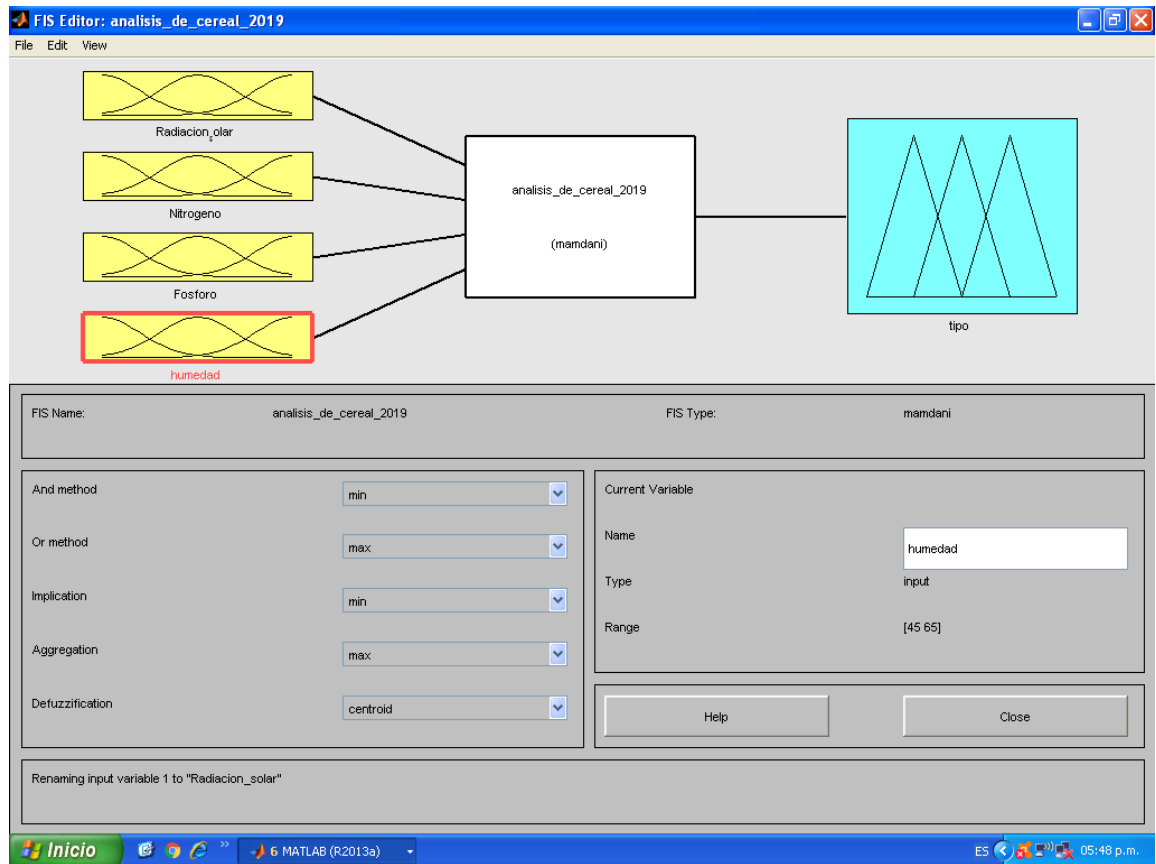 FIS Editor: analisis_de_cereal_2019
File Edit View
Radiacion_solar
Nitrogeno
Fosforo
humedad
analisis_de_cereal_2019
(mamdani)
tipo
FIS Name: analisis_de_cereal_2019 FIS Type: mamdani
And method min
Or method max
Implication min
Aggregation max
Defuzzification centroid
Current Variable
Name humedad
Type input
Range [45 65]
Help Close
Renaming input variable 1 to "Radiacion_solar"
Inicio » 6 MATLAB (R2013a) ES 05:48 p.m.